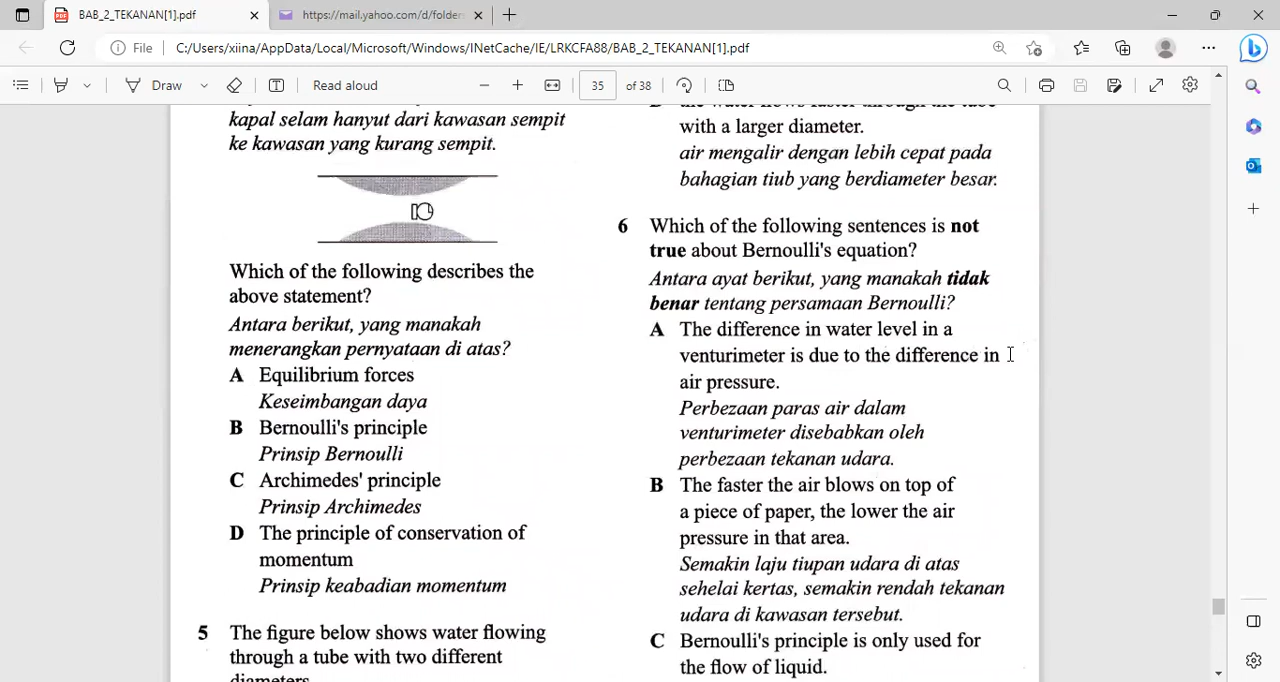 BAB_2_TEKANAN[1].pdf
https://mail.yahoo.com/d/folder
File
C:/Users/xiina/AppData/Local/Microsoft/Windows/INetCache/IE/LRKCFA88/BAB_2_TEKANAN[1].pdf
Draw
Read aloud
35
of 38
kapal selam hanyut dari kawasan sempit
ke kawasan yang kurang sempit.
Which of the following describes the
above statement?
Antara berikut, yang manakah
menerangkan pernyataan di atas?
A Equilibrium forces
Keseimbangan daya
B Bernoulli's principle
Prinsip Bernoulli
C Archimedes' principle
Prinsip Archimedes
D The principle of conservation of
momentum
Prinsip keabadian momentum
5 The figure below shows water flowing
through a tube with two different
diameters.
the water flows faster through the tube
with a larger diameter.
air mengalir dengan lebih cepat pada
bahagian tiub yang berdiameter besar.
6 Which of the following sentences is not
true about Bernoulli's equation?
Antara ayat berikut, yang manakah tidak
benar tentang persamaan Bernoulli?
A The difference in water level in a
venturimeter is due to the difference in
air pressure.
Perbezaan paras air dalam
venturimeter disebabkan oleh
perbezaan tekanan udara.
B The faster the air blows on top of
a piece of paper, the lower the air
pressure in that area.
Semakin laju tiupan udara di atas
sehelai kertas, semakin rendah tekanan
udara di kawasan tersebut.
C Bernoulli's principle is only used for
the flow of liquid.